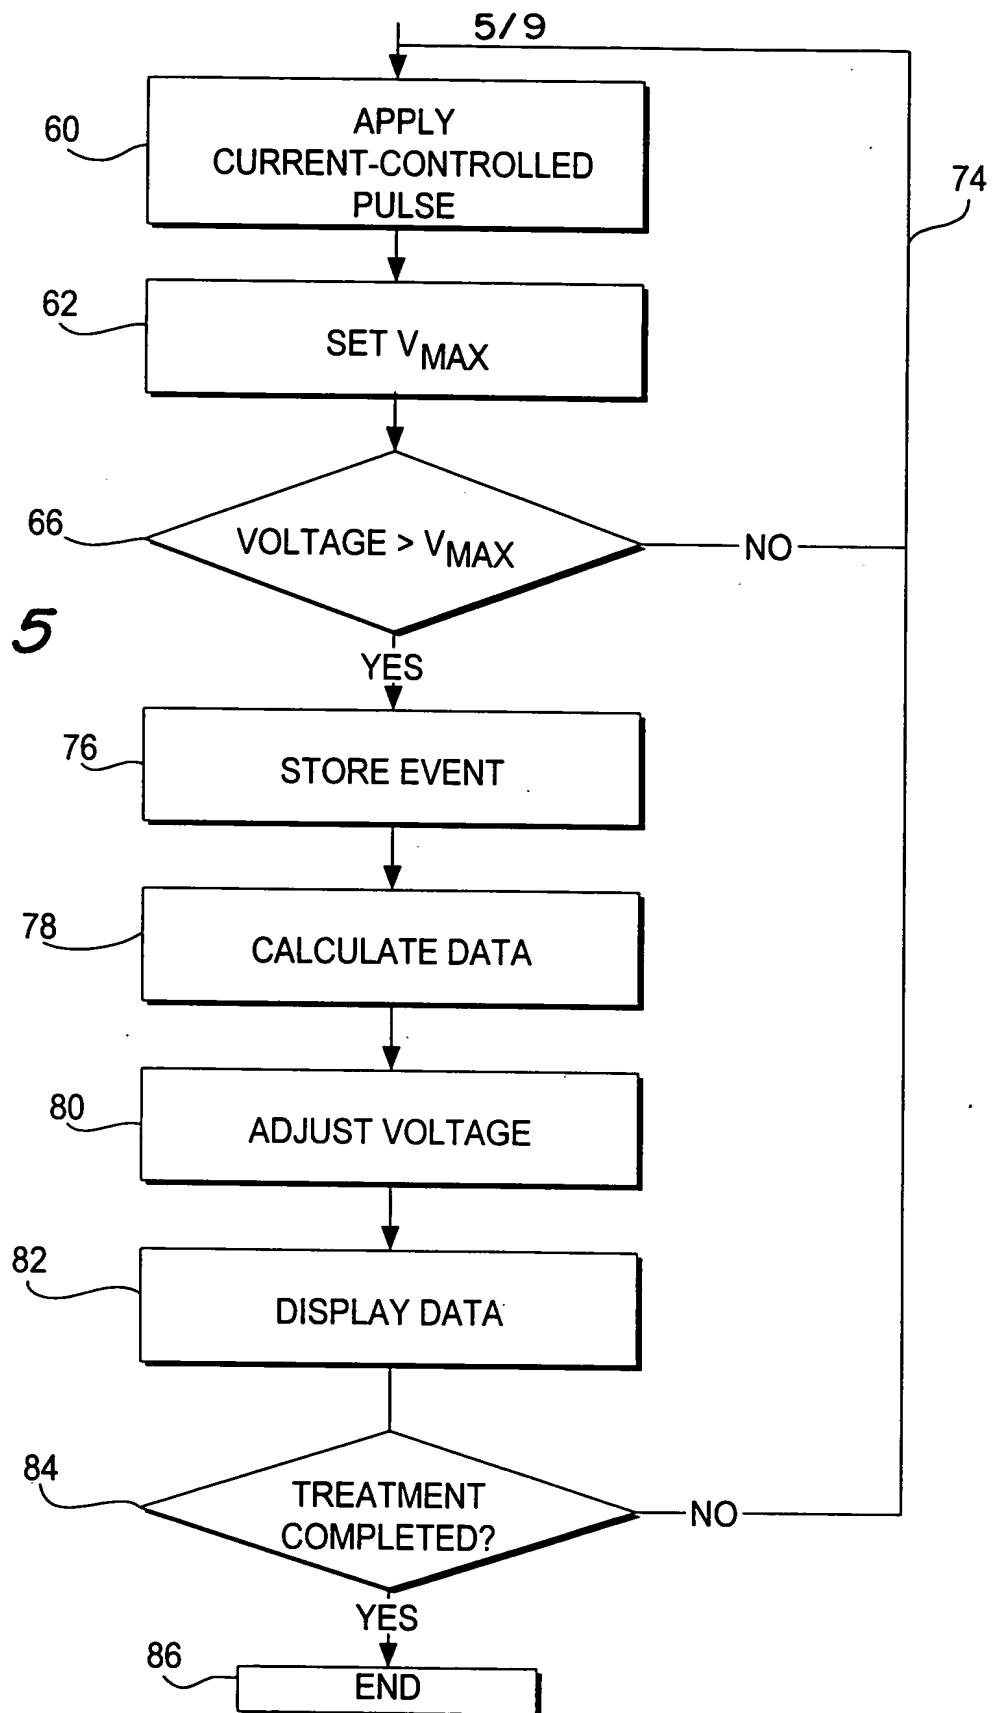 5/9
60
APPLY
CURRENT-CONTROLLED
PULSE
74
62
SET VMAX
66
VOLTAGE > VMAX
NO
5
YES
76
STORE EVENT
78
CALCULATE DATA
80
ADJUST VOLTAGE
82
DISPLAY DATA
84
TREATMENT
COMPLETED?
NO
YES
86
END